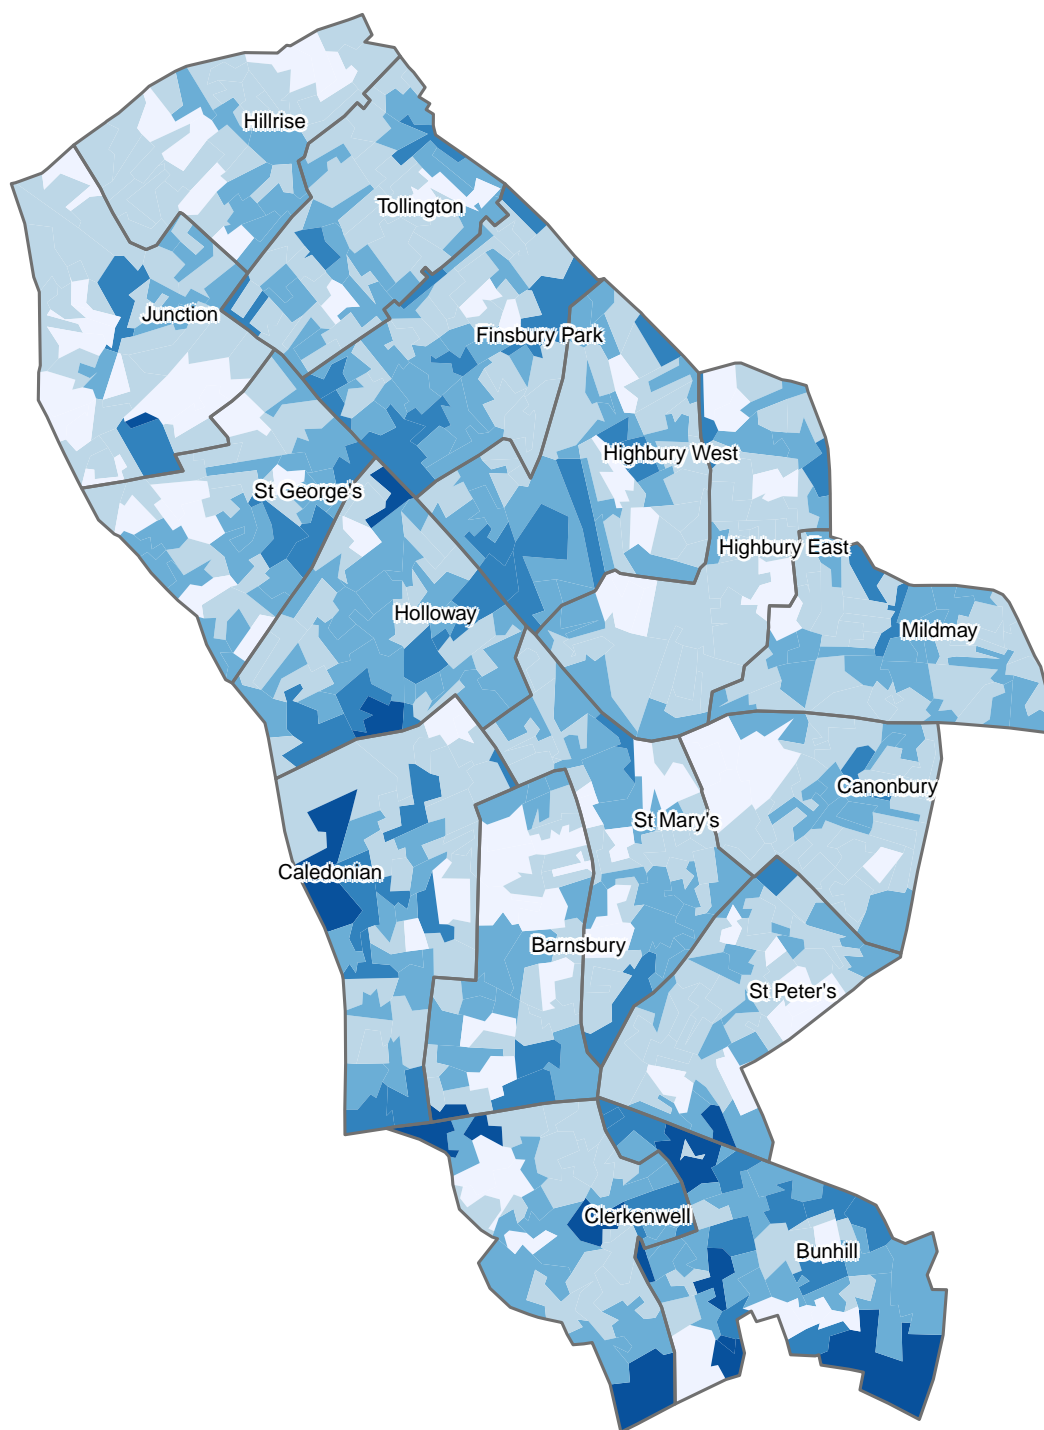 Hillrise
Tollington
Junction
Finsbury Park
Highbury West
St George's
Highbury East
Holloway
Mildmay
Canonbury
St Mary's
Caledonian
Barnsbury
St Peter's
Clerkenwell
Bunhill